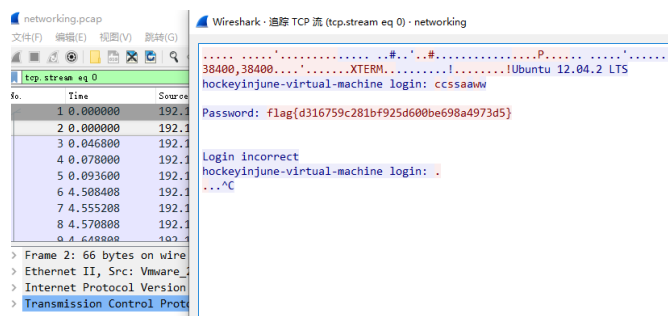 networking.pcap
文件(F) 编辑(E) 视图(V) 跳转(G)
tcp.stream eq 0
No. Time Source
1 0.000000 192.1
2 0.000000 192.1
3 0.046800 192.1
4 0.078000 192.1
5 0.093600 192.1
6 4.508408 192.1
7 4.555208 192.1
8 4.570808 192.1
9 4.648808 192.1
> Frame 2: 66 bytes on wire
> Ethernet II, Src: Vmware_
> Internet Protocol Version
> Transmission Control Proto
Wireshark · 追踪 TCP 流 (tcp.stream eq 0) · networking
..... .....'............. ..#..'..#...............P...... .....'......
38400,38400....'.......XTERM..........!........!Ubuntu 12.04.2 LTS
hockeyinjune-virtual-machine login: ccssaaww
Password: flag{d316759c281bf925d600be698a4973d5}
Login incorrect
hockeyinjune-virtual-machine login: .
...^C